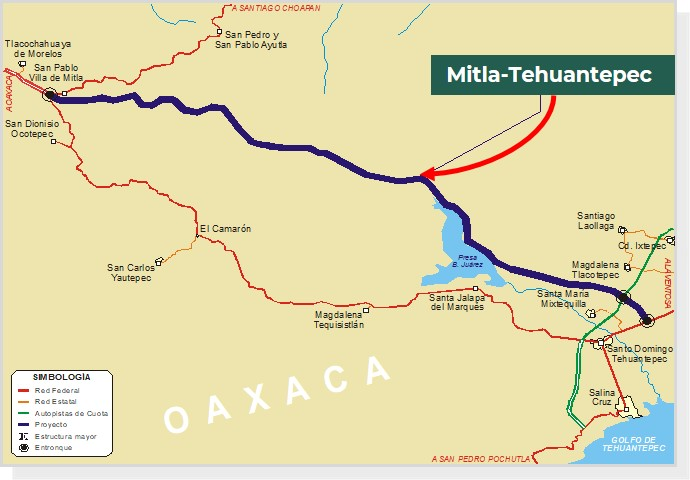 A SANTIAGO CHOAPAN
San Pedro y
San Pablo Ayutla
Tlacochahuaya
de Morelos
San Pablo
Villa de Mitla
A OAXACA
Mitla-Tehuantepec
San Dionisio
Ocotepec
El Camarón
San Carlos
Yautepec
Santiago
Laollaga
Cd. Ixtepec
Presa
B. Juárez
Magdalena
Tlacotepec
A LA VENTOSA
Santa María
Mixtequilla
Santa Jalapa
del Marqués
Magdalena
Tequisistlán
Santo Domingo
Tehuantepec
OAXACA
Salina
Cruz
GOLFO DE
TEHUANTEPEC
A SAN PEDRO POCHUTLA
SIMBOLOGÍA
Red Federal
Red Estatal
Autopistas de Cuota
Proyecto
Estructura mayor
Entronque